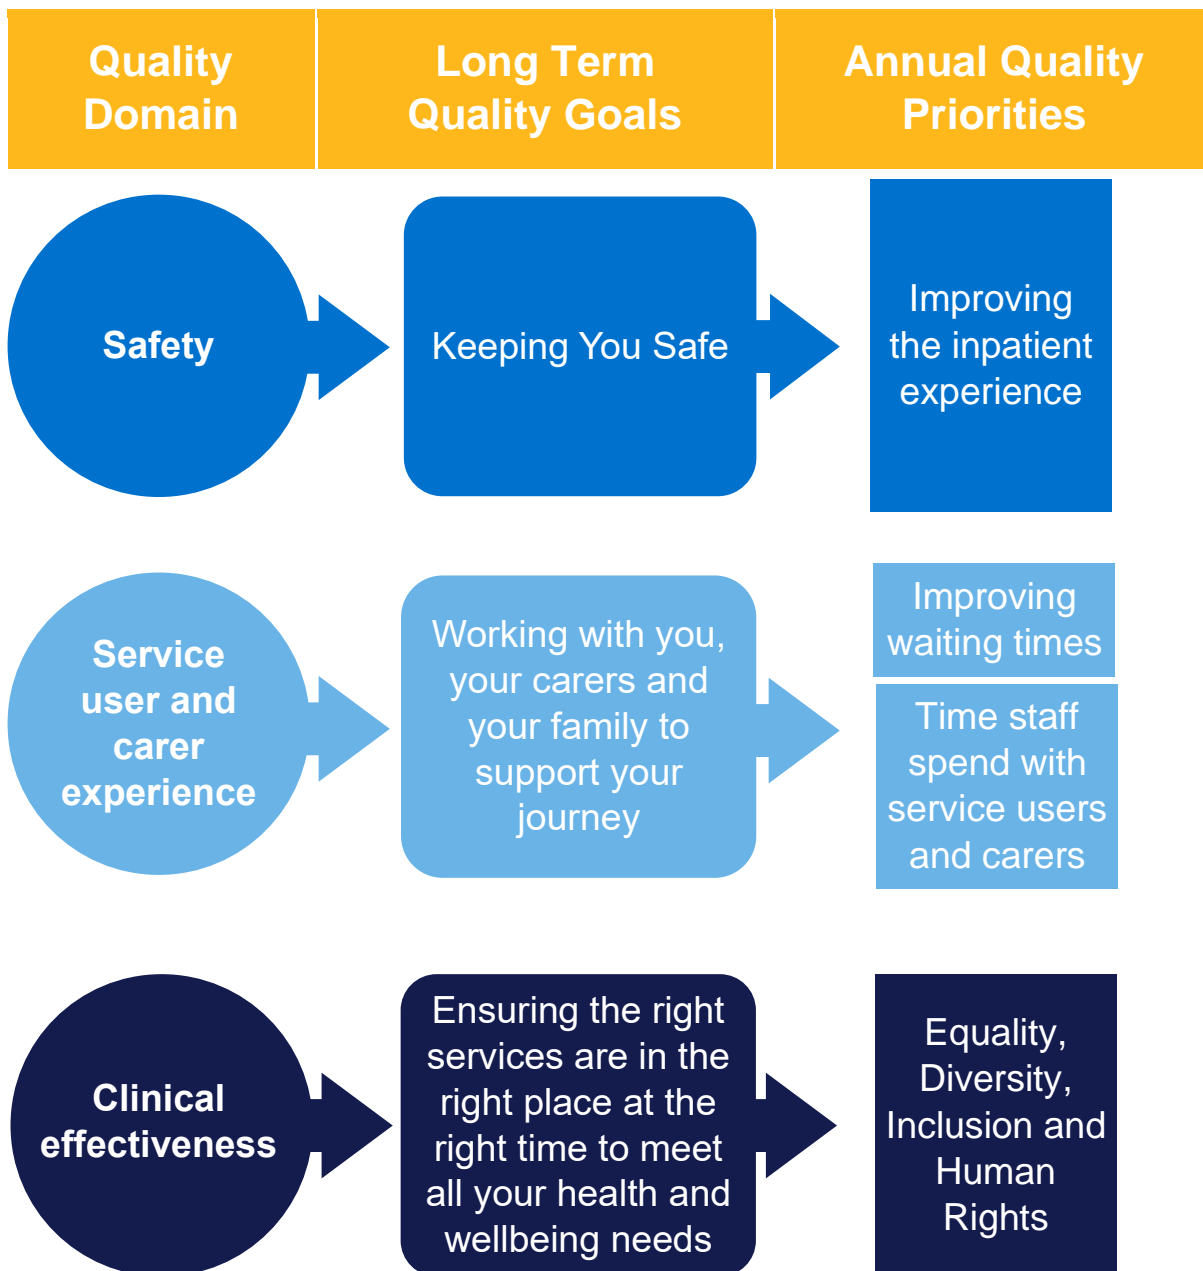 Quality
Domain
Long Term
Quality Goals
Annual Quality
Priorities
Safety
Keeping You Safe
Improving
the inpatient
experience
Service
user and
carer
experience
Working with you,
your carers and
your family to
support your
journey
Improving
waiting times
Time staff
spend with
service users
and carers
Clinical
effectiveness
Ensuring the right
services are in the
right place at the
right time to meet
all your health and
wellbeing needs
Equality,
Diversity,
Inclusion and
Human
Rights